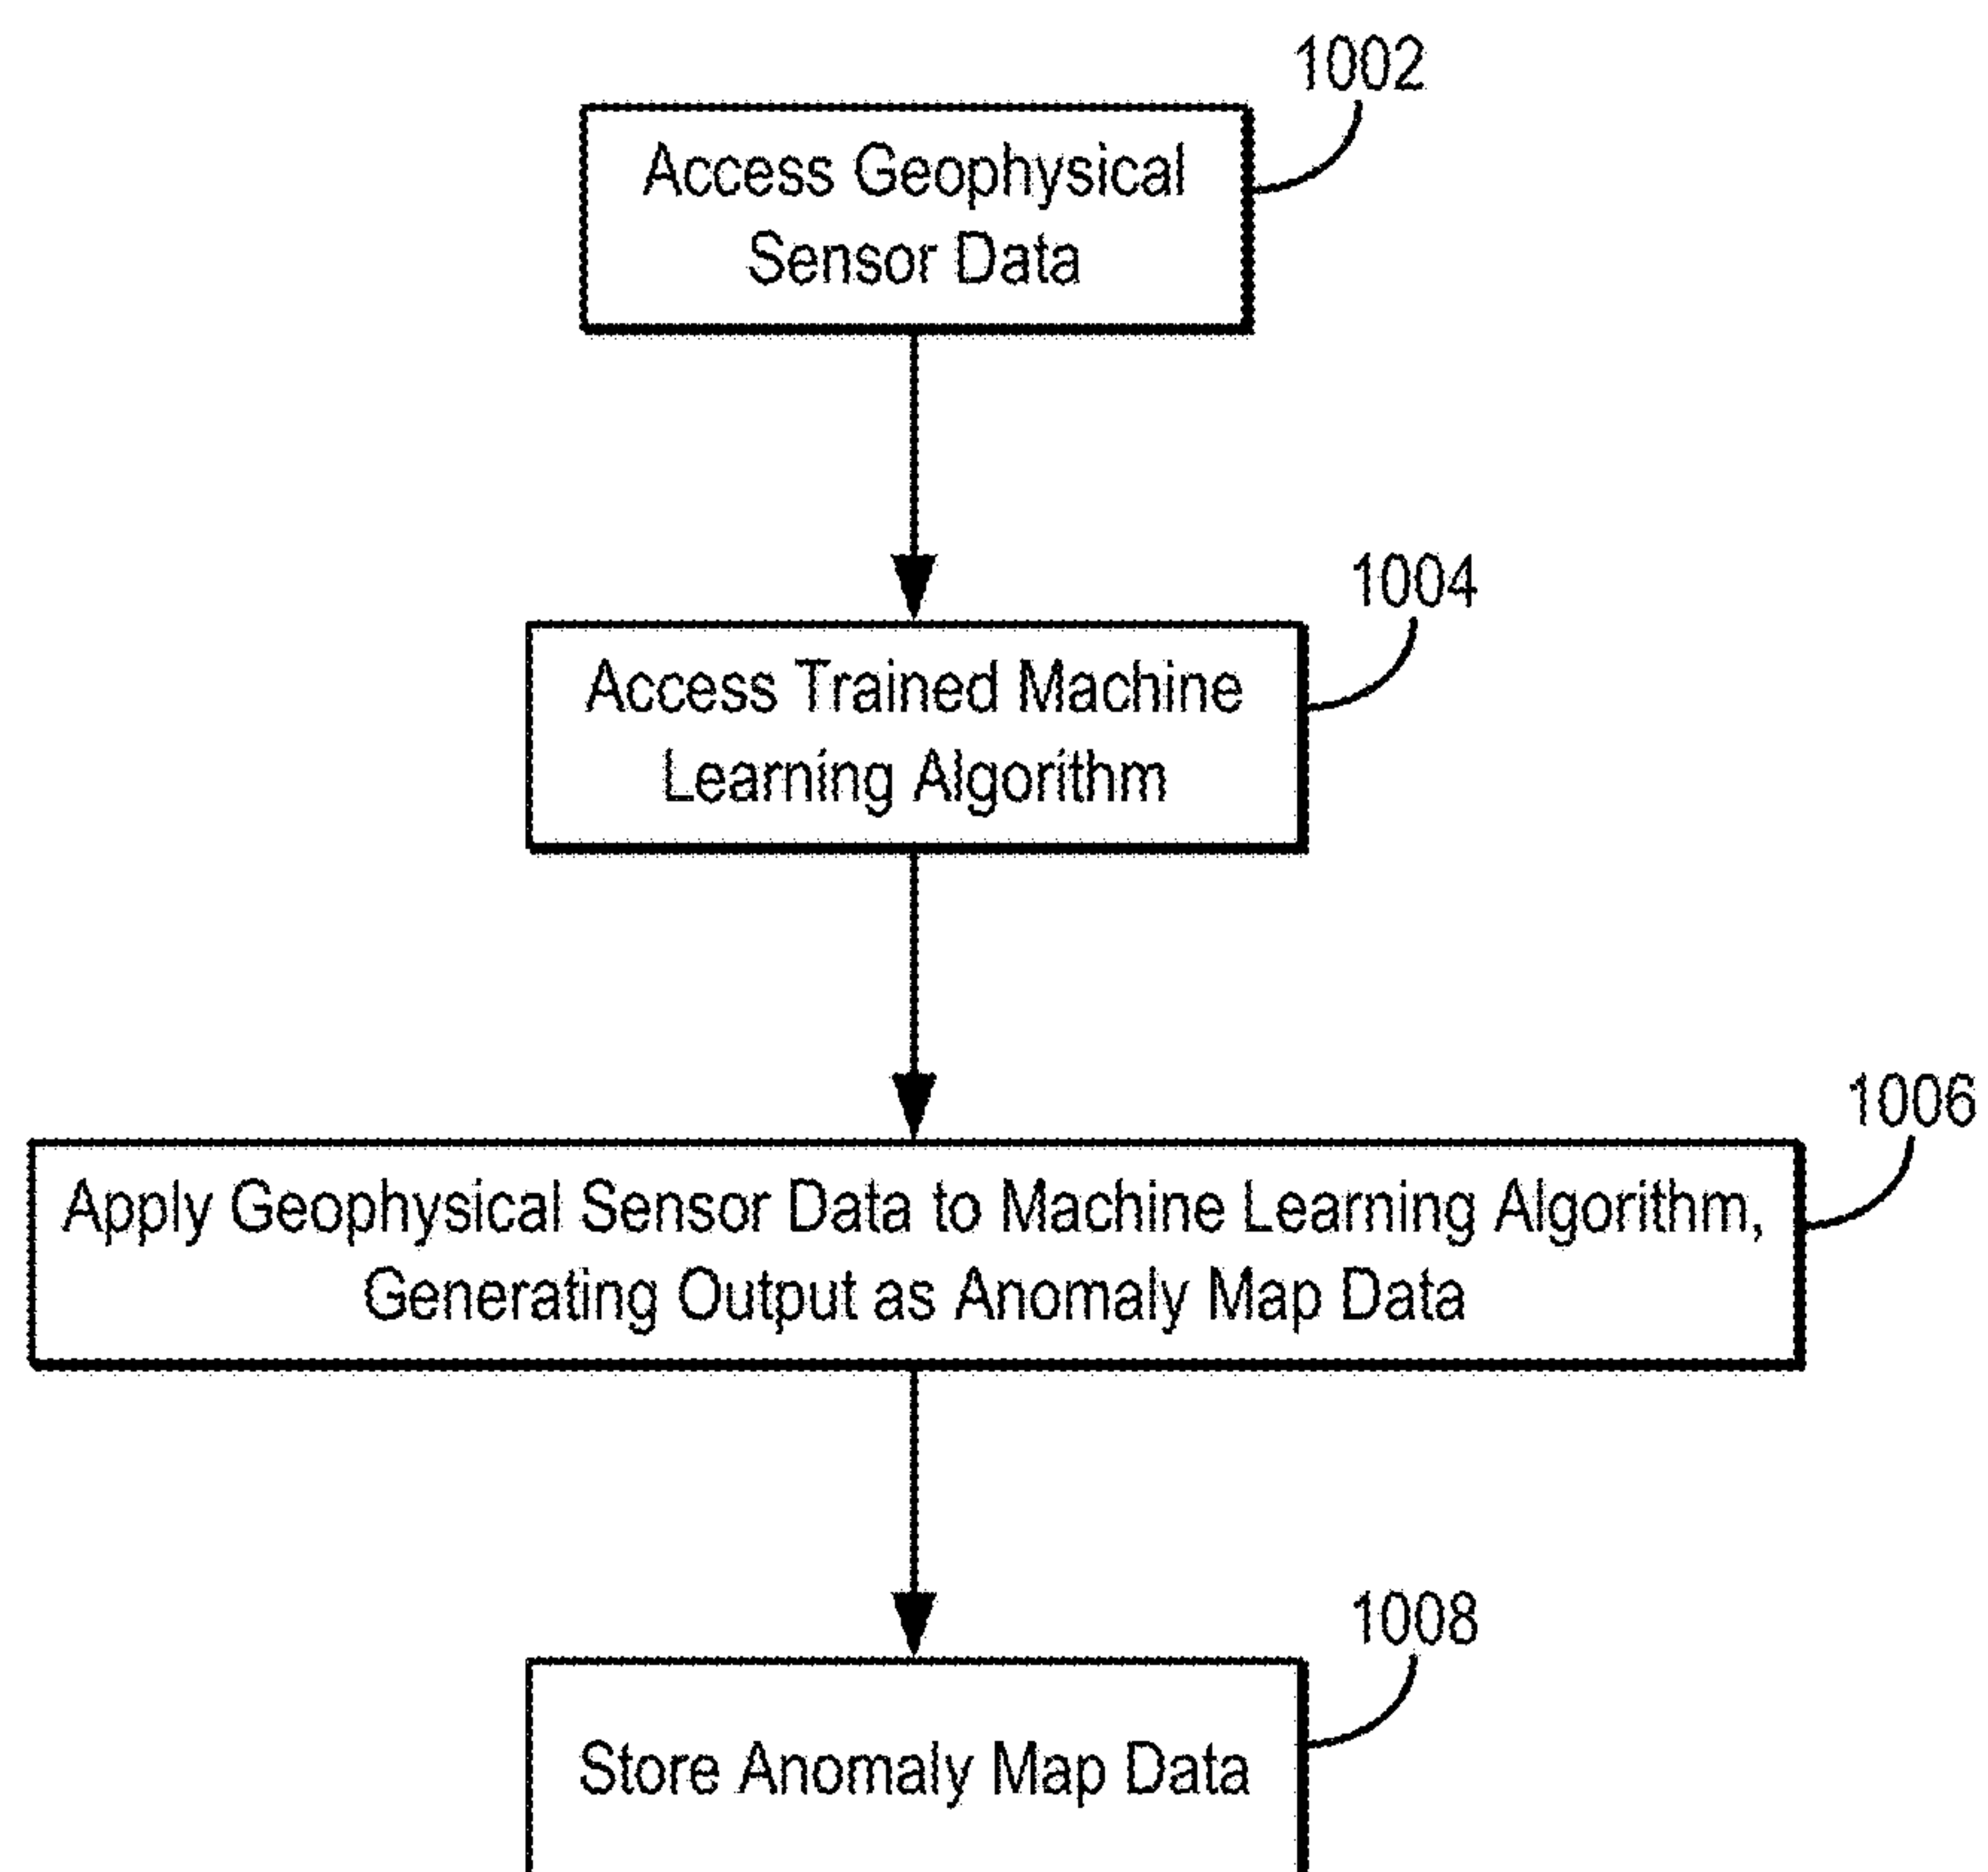 1002
Access Geophysical
Sensor Data
1004
Access Trained Machine
Learning Algorithm
1006
Apply Geophysical Sensor Data to Machine Learning Algorithm,
Generating Output as Anomaly Map Data
1008
Store Anomaly Map Data